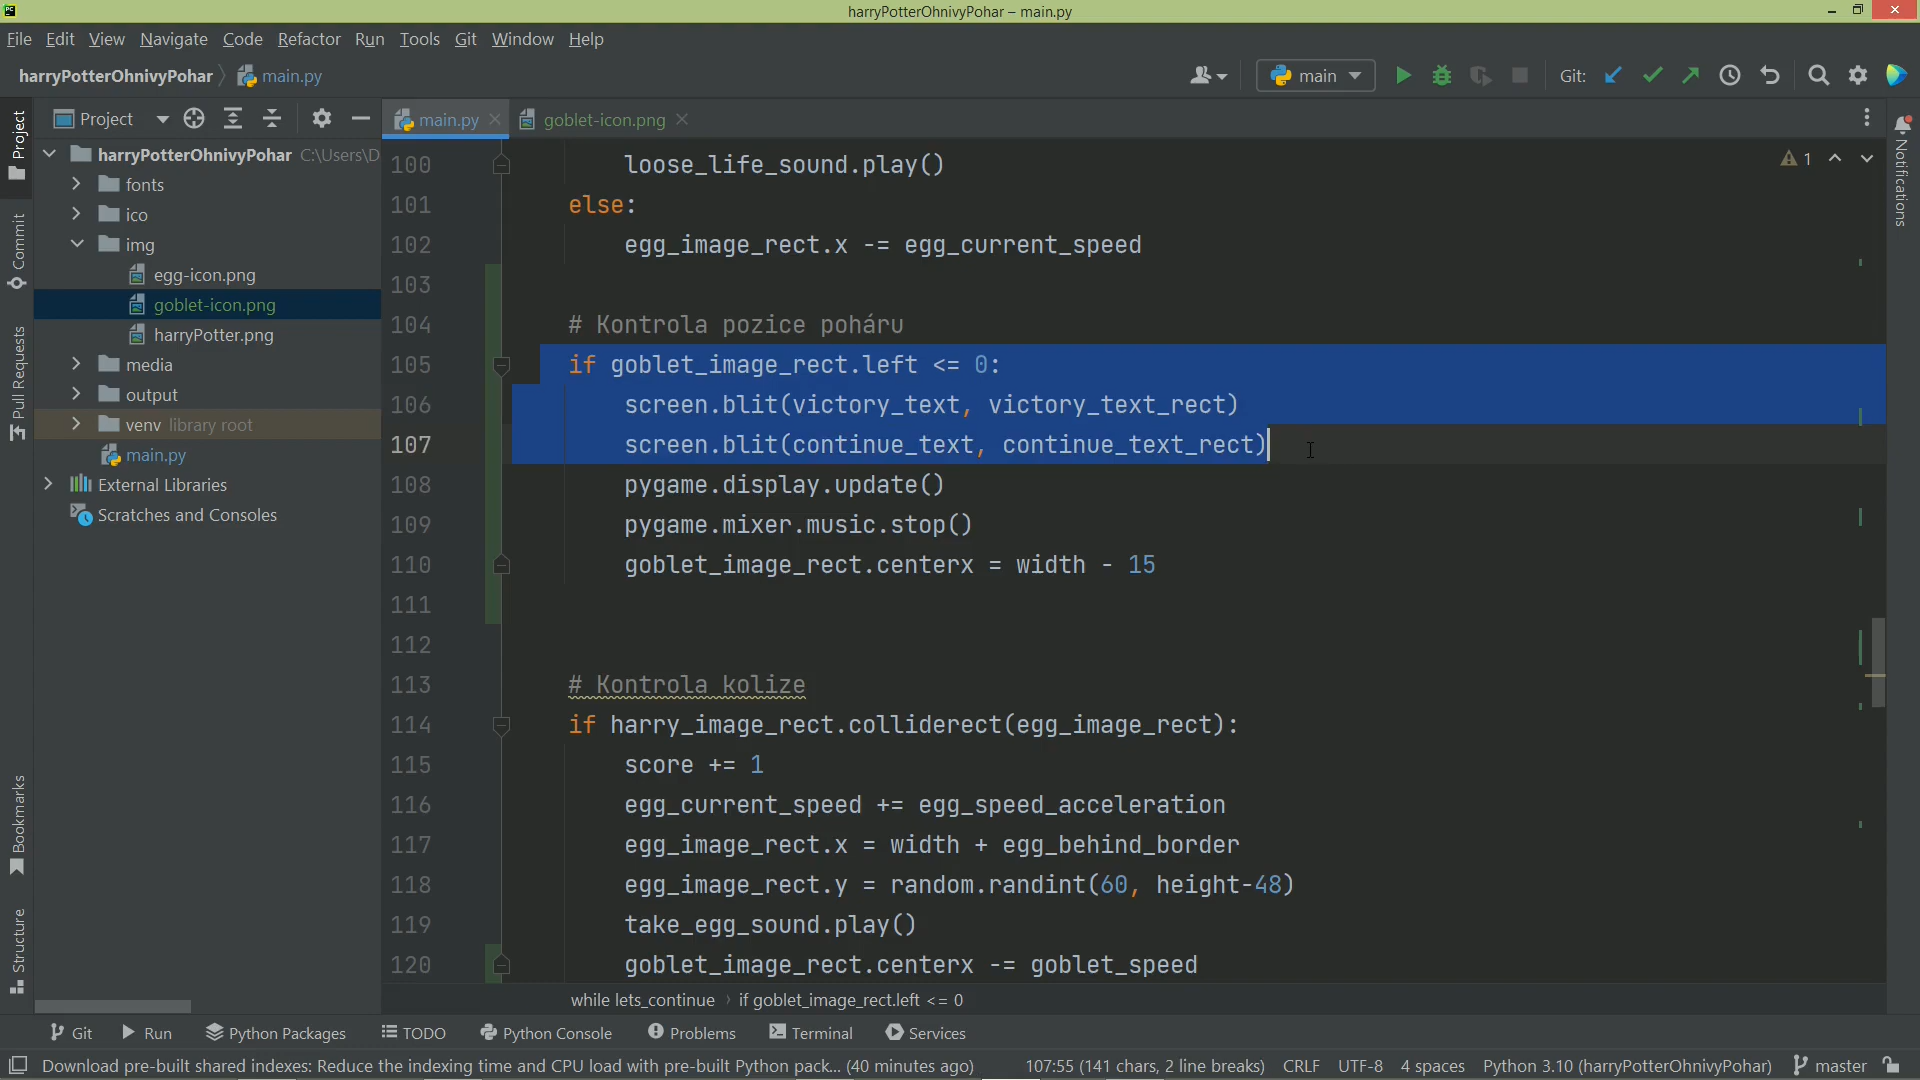 harryPotterOhnivyPohar – main.py
File Edit View Navigate Code Refactor Run Tools Git Window Help
harryPotterOhnivyPohar main.py
main
Git:
Project
main.py
goblet-icon.png
harryPotterOhnivyPohar C:\Users\D
fonts
ico
img
egg-icon.png
goblet-icon.png
harryPotter.png
media
output
venv library root
main.py
External Libraries
Scratches and Consoles
Project
Commit
Pull Requests
Bookmarks
Structure
Notifications
1
100 loose_life_sound.play()
101 else:
102 egg_image_rect.x -= egg_current_speed
103
104 # Kontrola pozice poháru
105 if goblet_image_rect.left <= 0:
106 screen.blit(victory_text, victory_text_rect)
107 screen.blit(continue_text, continue_text_rect)
108 pygame.display.update()
109 pygame.mixer.music.stop()
110 goblet_image_rect.centerx = width - 15
111
112
113 # Kontrola kolize
114 if harry_image_rect.colliderect(egg_image_rect):
115 score += 1
116 egg_current_speed += egg_speed_acceleration
117 egg_image_rect.x = width + egg_behind_border
118 egg_image_rect.y = random.randint(60, height-48)
119 take_egg_sound.play()
120 goblet_image_rect.centerx -= goblet_speed
while lets_continue › if goblet_image_rect.left <= 0
Git Run Python Packages TODO Python Console Problems Terminal Services
Download pre-built shared indexes: Reduce the indexing time and CPU load with pre-built Python pack... (40 minutes ago) 107:55 (141 chars, 2 line breaks) CRLF UTF-8 4 spaces Python 3.10 (harryPotterOhnivyPohar) master